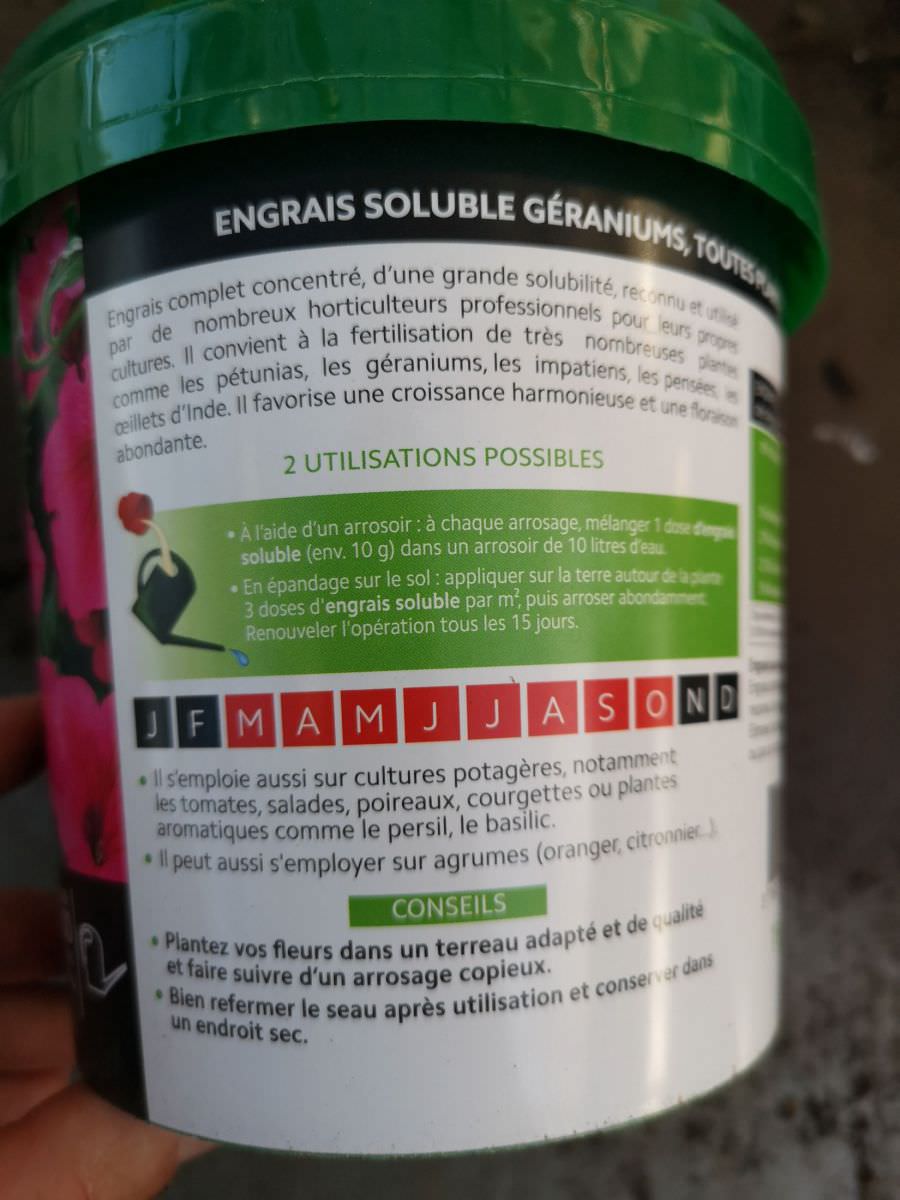 ENGRAIS SOLUBLE GÉRANIUMS, TOUTES
Engrais complet concentré, d'une grande solubilité, reconnu et utilisé
par de nombreux horticulteurs professionnels pour leurs propres
cultures. Il convient à la fertilisation de très nombreuses plantes
comme les pétunias, les géraniums, les impatiens, les pensées, les
œillets d'Inde. Il favorise une croissance harmonieuse et une floraison
abondante.
2 UTILISATIONS POSSIBLES
• À l'aide d'un arrosoir : à chaque arrosage, mélanger 1 dose d'engrais
soluble (env. 10 g) dans un arrosoir de 10 litres d'eau.
• En épandage sur le sol : appliquer sur la terre autour de la plante
3 doses d'engrais soluble par m², puis arroser abondamment.
Renouveler l'opération tous les 15 jours.
J F M A M J J A S O N D
• Il s'emploie aussi sur cultures potagères, notamment
les tomates, salades, poireaux, courgettes ou plantes
aromatiques comme le persil, le basilic.
• Il peut aussi s'employer sur agrumes (oranger, citronnier...).
CONSEILS
• Plantez vos fleurs dans un terreau adapté et de qualité
et faire suivre d'un arrosage copieux.
• Bien refermer le seau après utilisation et conserver dans
un endroit sec.